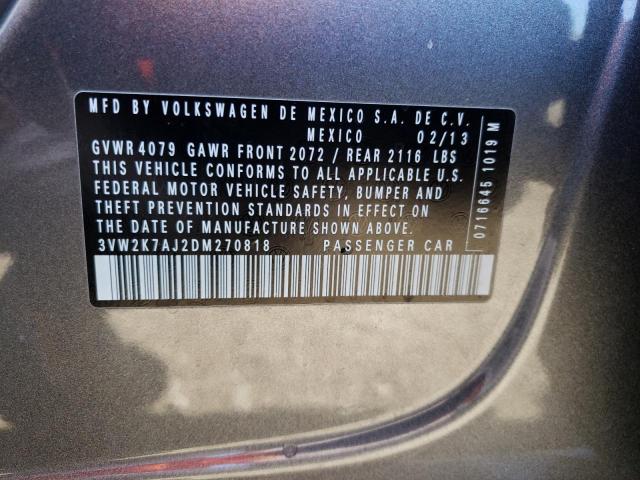 MFD BY VOLKSWAGEN DE MEXICO S.A. DE C.V.
MEXICO 02/13
GVWR 4079 GAWR FRONT 2072 / REAR 2116 LBS
THIS VEHICLE CONFORMS TO ALL APPLICABLE U.S.
FEDERAL MOTOR VEHICLE SAFETY, BUMPER AND
THEFT PREVENTION STANDARDS IN EFFECT ON
THE DATE OF MANUFACTURE SHOWN ABOVE.
3VW2K7AJ2DM270818 PASSENGER CAR
0716645 1019 M